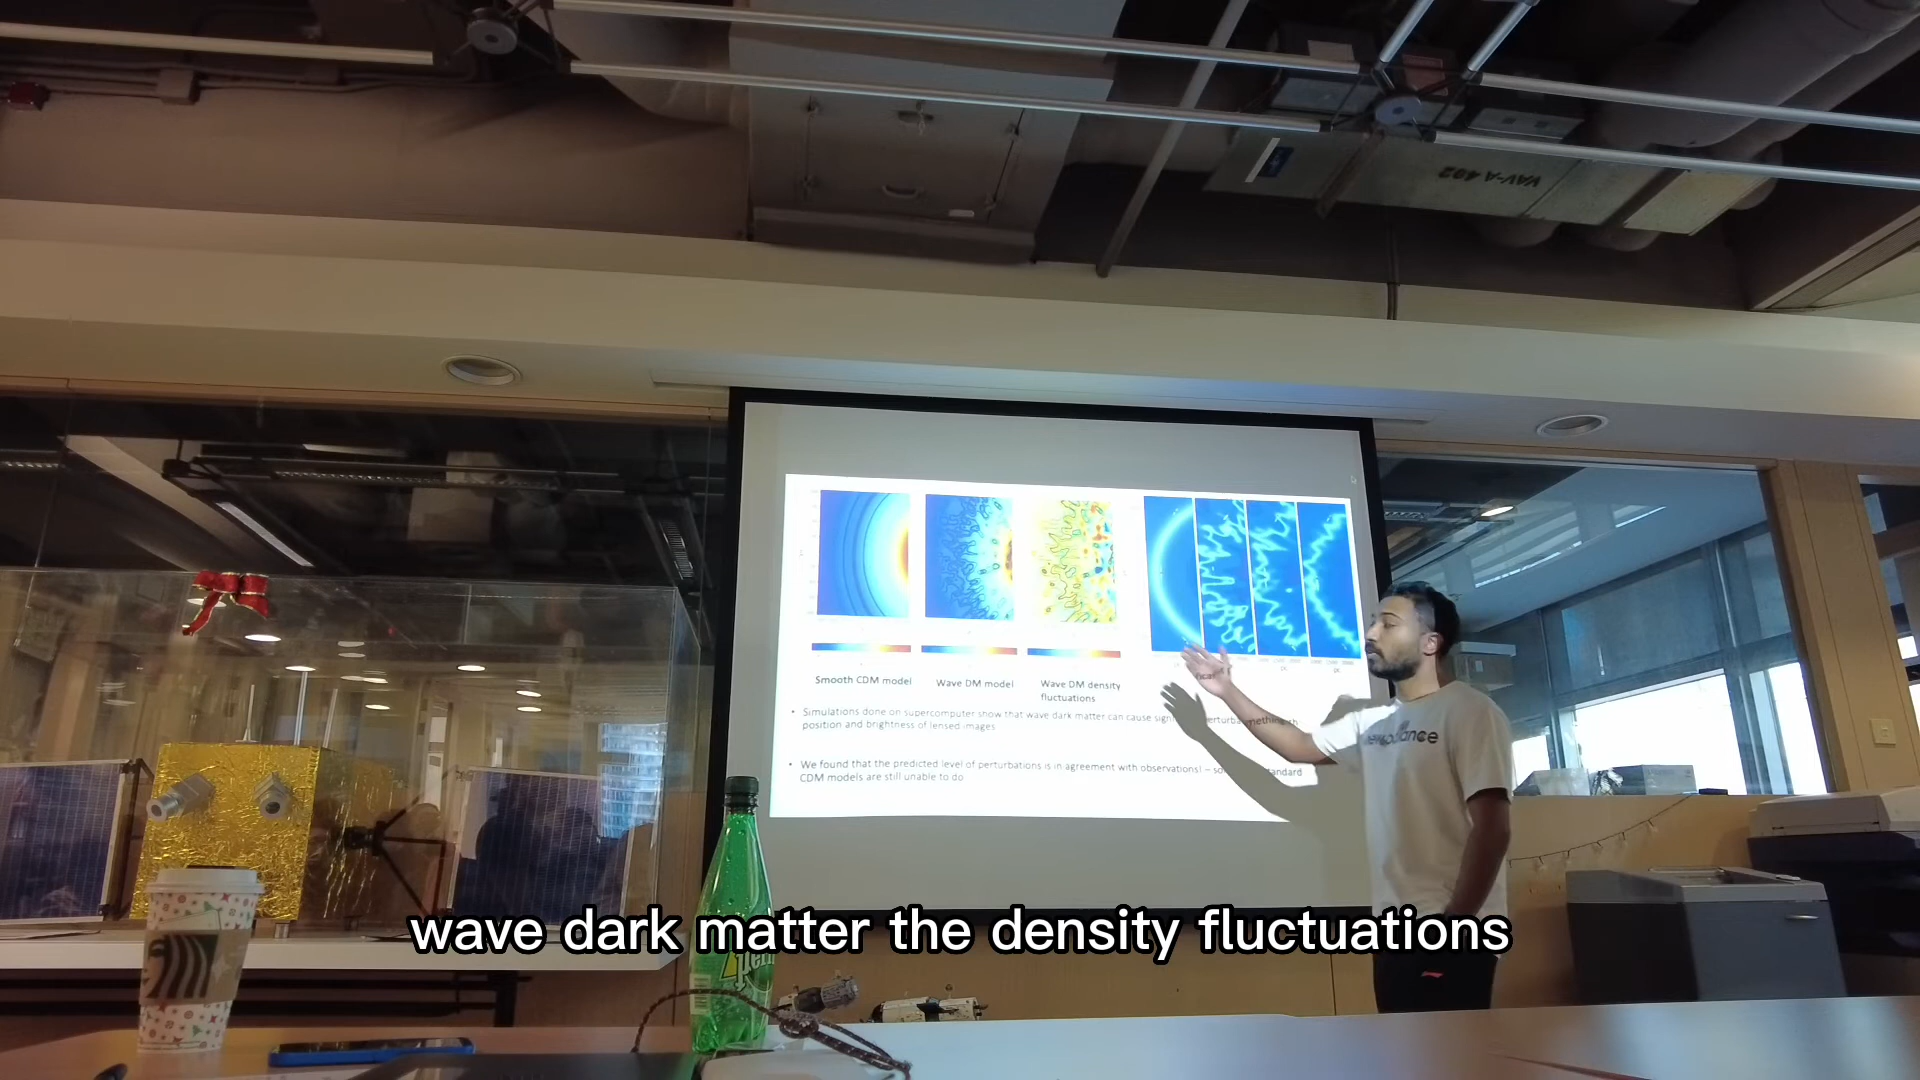 VAV-A 402
Smooth CDM model
Wave DM model
Wave DM density
fluctuations
• Simulations done on supercomputer show that wave dark matter can cause
position and brightness of lensed images
• We found that the predicted level of perturbations is in agreement with observations! –
CDM models are still unable to do
wave dark matter the density fluctuations